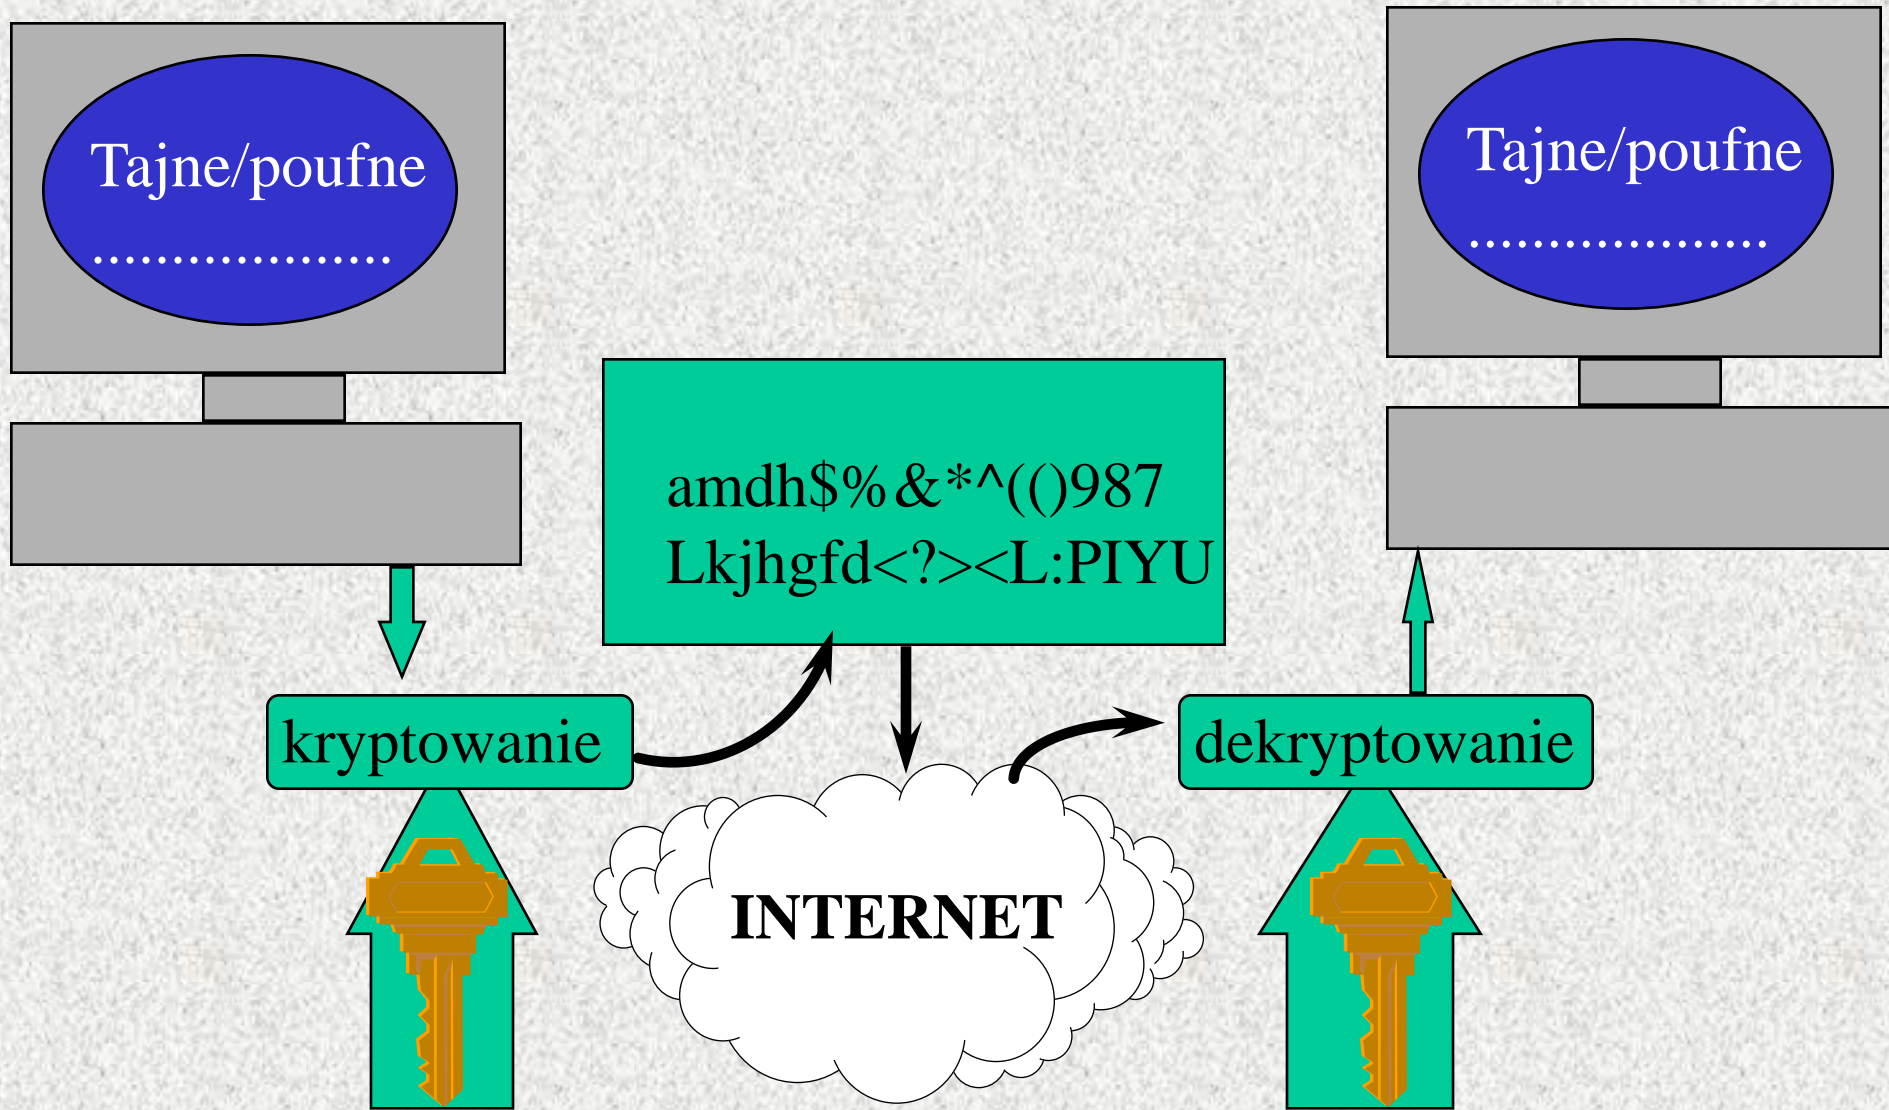 Tajne/poufne
...................
Tajne/poufne
...................
amdh$%&*^(()987
Lkjhgfd<?><L:PIYU
kryptowanie
dekryptowanie
INTERNET